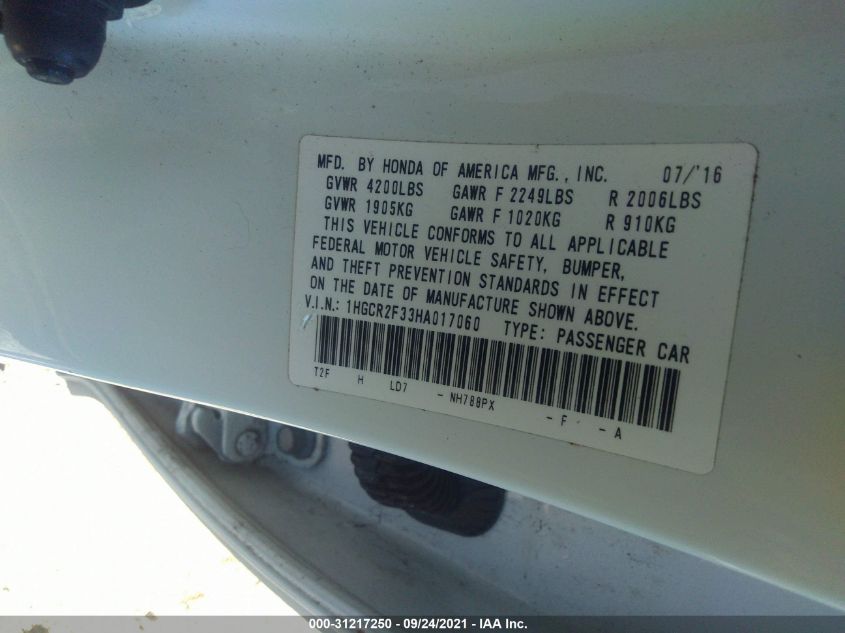 MFD. BY HONDA OF AMERICA MFG., INC. 07/'16
GVWR 4200LBS GAWR F 2249LBS R 2006LBS
GVWR 1905KG GAWR F 1020KG R 910KG
THIS VEHICLE CONFORMS TO ALL APPLICABLE
FEDERAL MOTOR VEHICLE SAFETY, BUMPER,
AND THEFT PREVENTION STANDARDS IN EFFECT
ON THE DATE OF MANUFACTURE SHOWN ABOVE.
V.I.N.: 1HGCR2F33HA017060 TYPE: PASSENGER CAR
T2F H LD7 - NH788PX - F - A
000-31217250 - 09/24/2021 - IAA Inc.